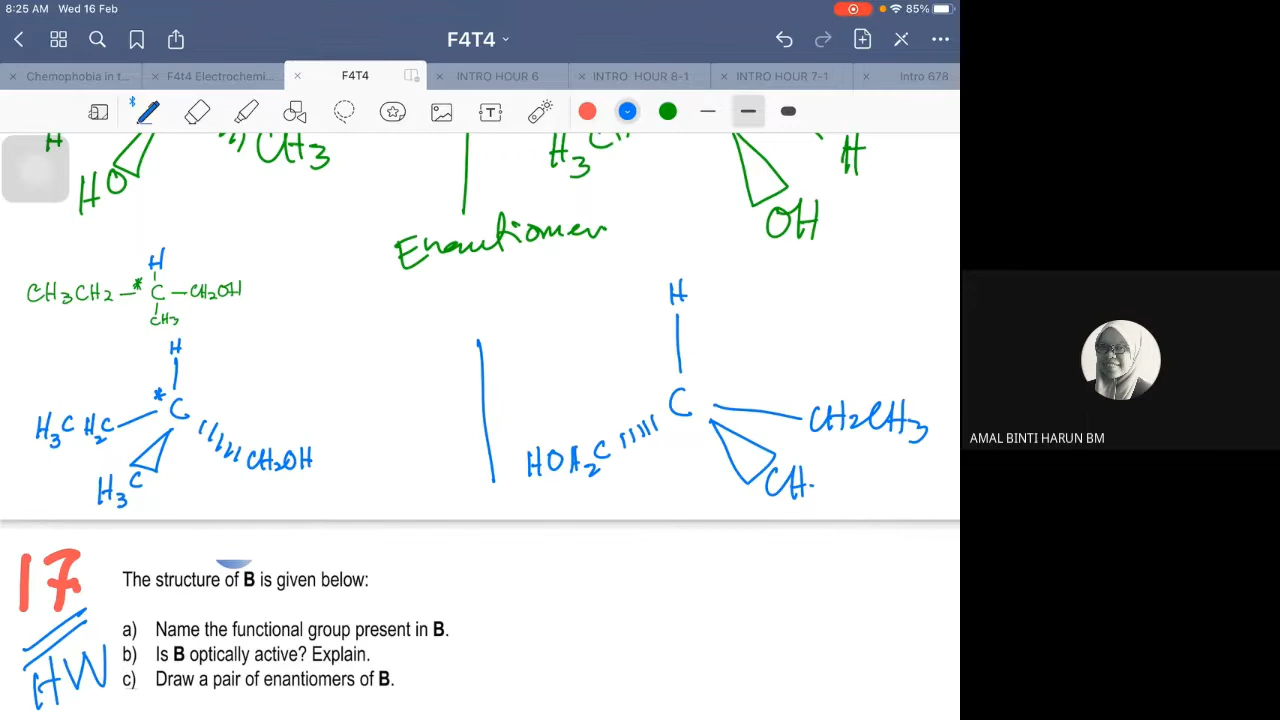 8:25 AM Wed 16 Feb 85%
F4T4
Chemophobia in t... F4t4 Electrochemi... F4T4 INTRO HOUR 6 INTRO HOUR 8-1 INTRO HOUR 7-1 Intro 678
H CH3 H3C H
HO OH
Enantiomer
H
CH3CH2 — * C — CH2OH
CH3
H H
* C C
H3C H2C CH2OH HOH2C CH2CH3
H3C CH
17
The structure of B is given below:
a) Name the functional group present in B.
b) Is B optically active? Explain.
c) Draw a pair of enantiomers of B.
HW
AMAL BINTI HARUN BM